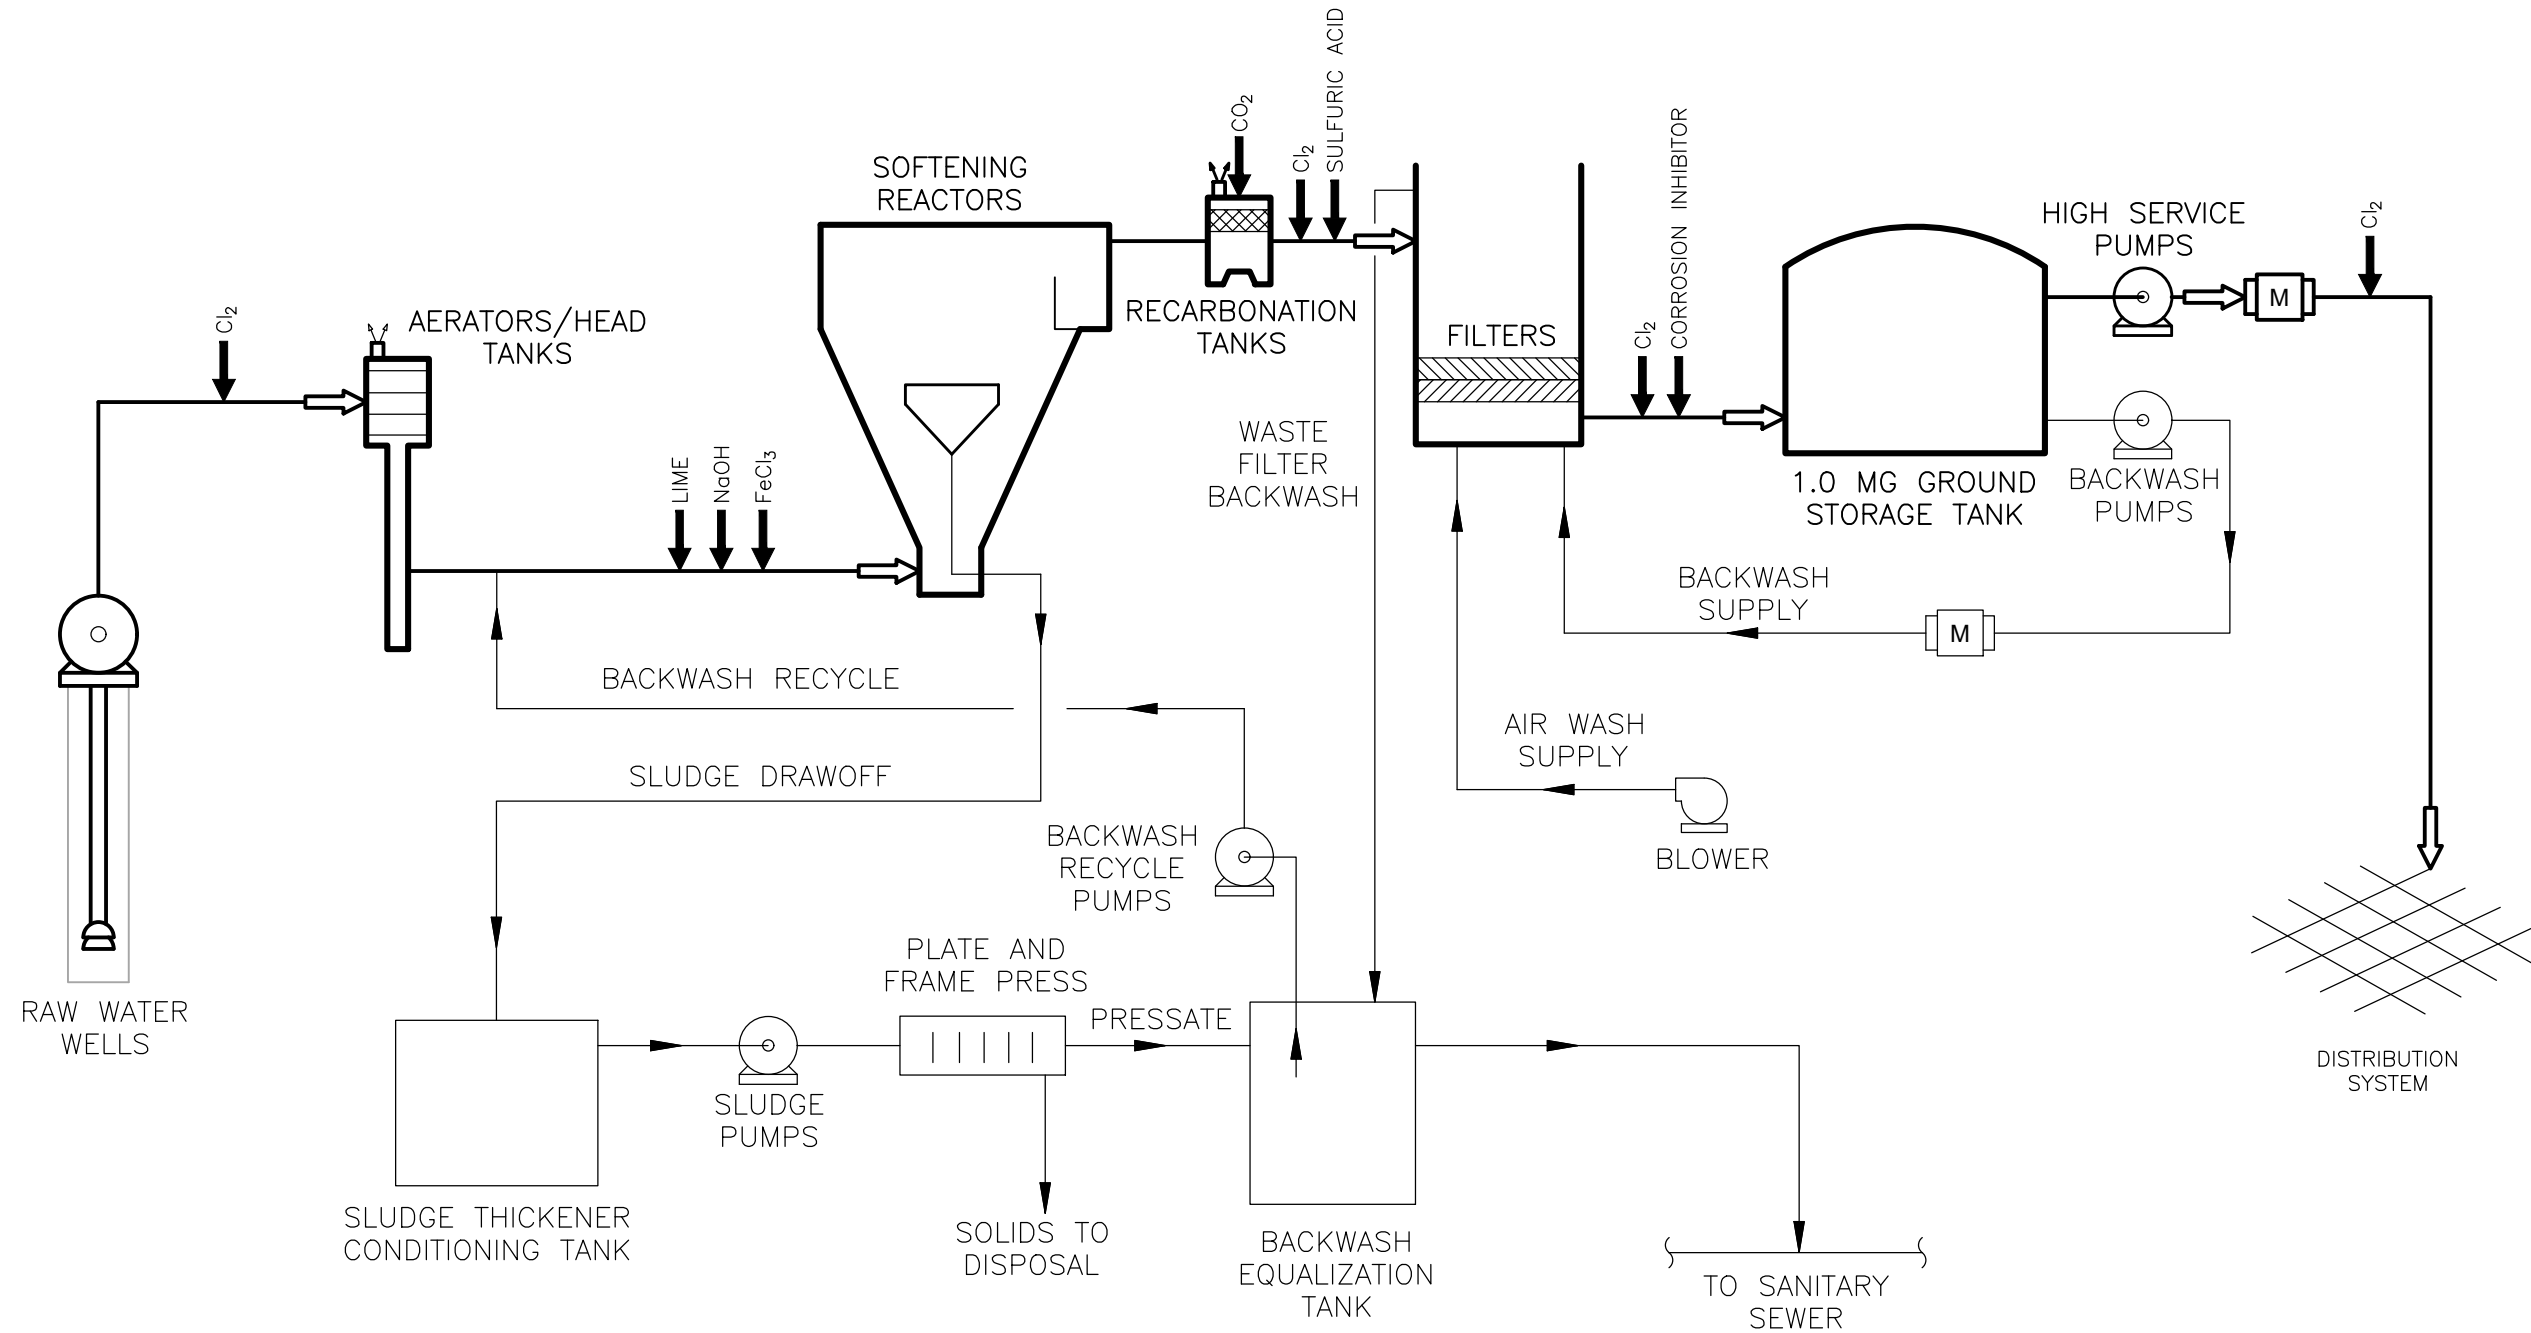 SULFURIC ACID
CO2
Cl2
CORROSION INHIBITOR
SOFTENING
REACTORS
HIGH SERVICE
PUMPS
Cl2
Cl2
AERATORS/HEAD
TANKS
RECARBONATION
TANKS
FILTERS
Cl2
M
WASTE
FILTER
BACKWASH
LIME
NaOH
FeCl3
1.0 MG GROUND
STORAGE TANK
BACKWASH
PUMPS
BACKWASH
SUPPLY
M
BACKWASH RECYCLE
AIR WASH
SUPPLY
SLUDGE DRAWOFF
BACKWASH
RECYCLE
PUMPS
BLOWER
PLATE AND
FRAME PRESS
RAW WATER
WELLS
PRESSATE
DISTRIBUTION
SYSTEM
SLUDGE
PUMPS
SLUDGE THICKENER
CONDITIONING TANK
SOLIDS TO
DISPOSAL
BACKWASH
EQUALIZATION
TANK
TO SANITARY
SEWER